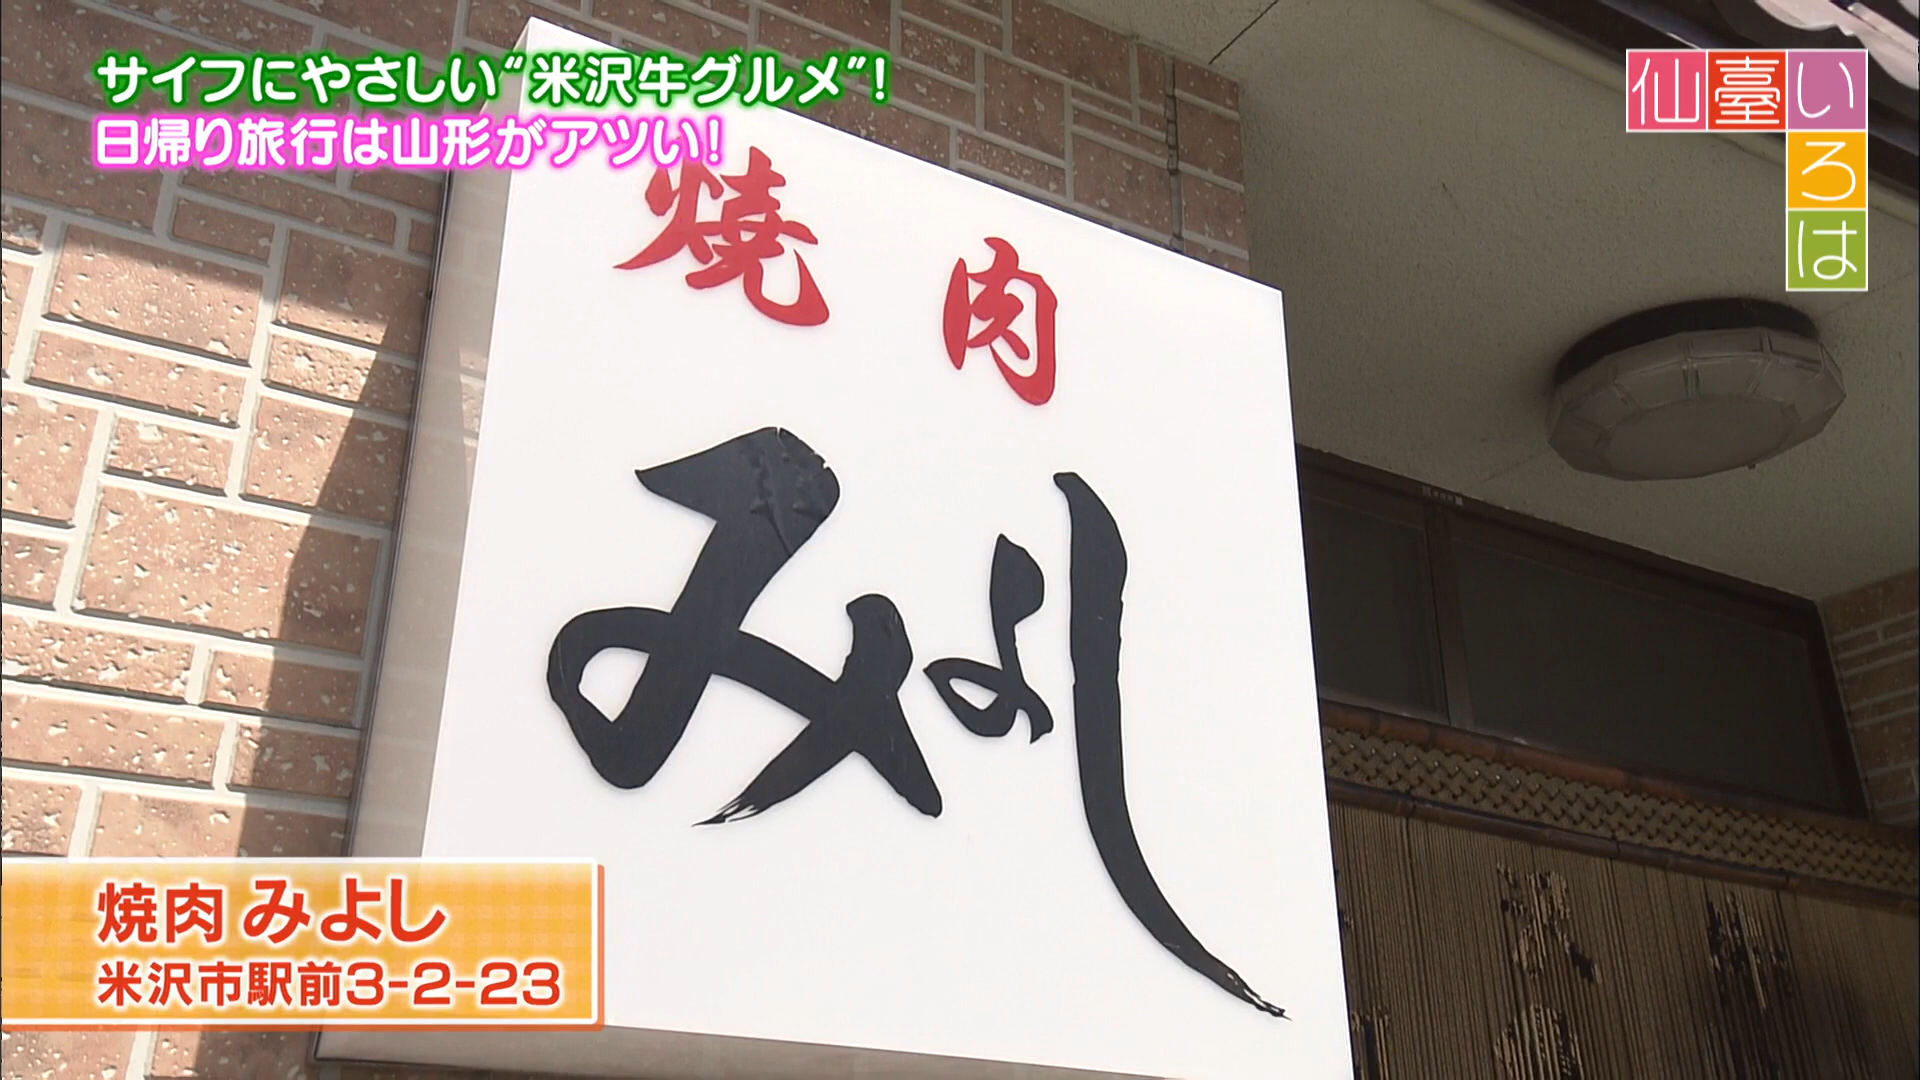 サイフにやさしい“米沢牛グルメ”!
日帰り旅行は山形がアツい!
仙臺い
ろ
は
焼肉
みよし
焼肉 みよし
米沢市駅前3-2-23